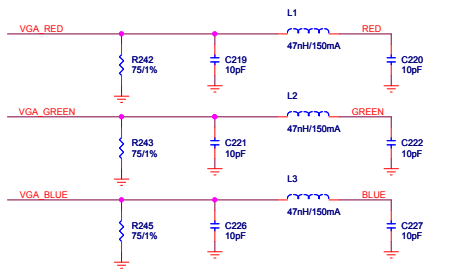 L1
VGA_RED
RED
47nH/150mA
R242
75/1%
C219
10pF
C220
10pF
L2
VGA_GREEN
GREEN
47nH/150mA
R243
75/1%
C221
10pF
C222
10pF
L3
VGA_BLUE
BLUE
47nH/150mA
R245
75/1%
C226
10pF
C227
10pF